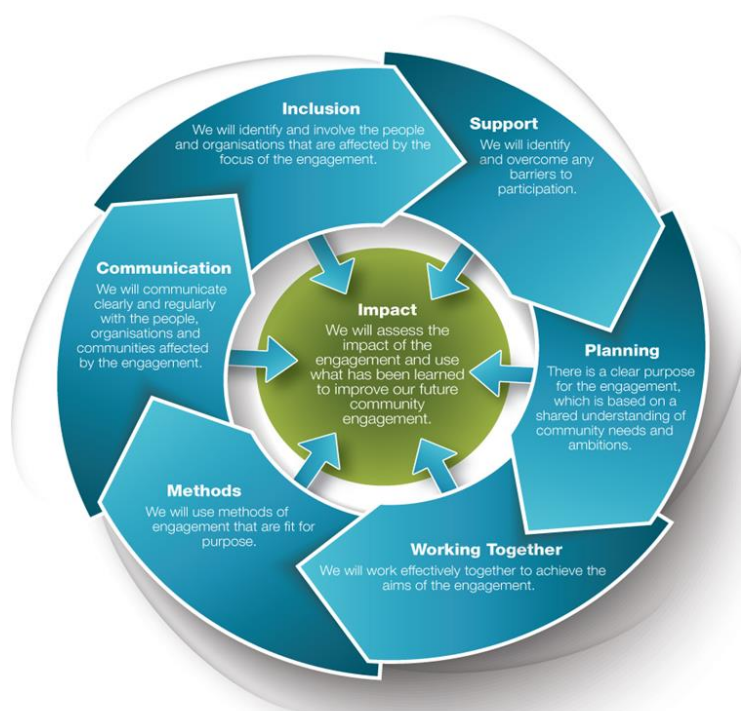 Inclusion
We will identify and involve the people
and organisations that are affected by the
focus of the engagement.
Support
We will identify
and overcome any
barriers to
participation.
Planning
There is a clear purpose
for the engagement,
which is based on a
shared understanding of
community needs and
ambitions.
Working Together
We will work effectively together to achieve the
aims of the engagement.
Methods
We will use methods of
engagement that are fit for
purpose.
Communication
We will communicate
clearly and regularly
with the people,
organisations and
communities affected
by the engagement.
Impact
We will assess the
impact of the
engagement and use
what has been learned
to improve our future
community
engagement.